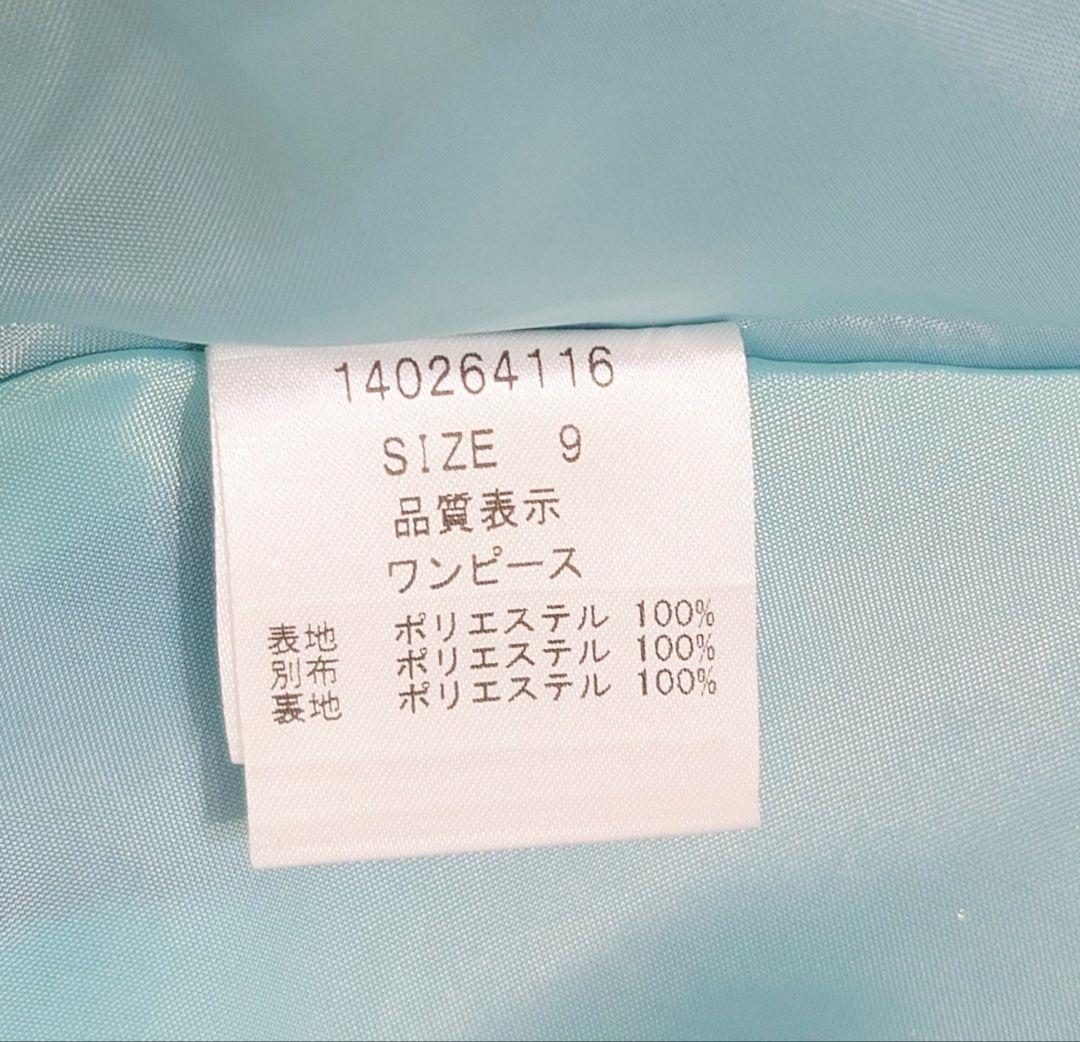 140264116
SIZE 9
品質表示
ワンピース
表地 ポリエステル 100%
別布 ポリエステル 100%
裏地 ポリエステル 100%